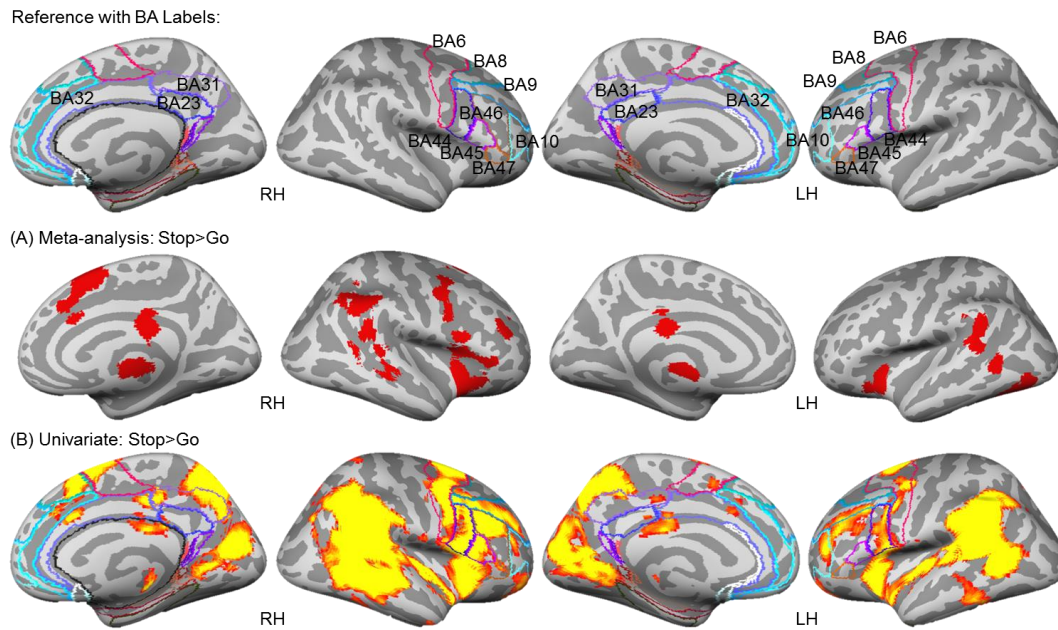 Reference with BA Labels:
BA6
BA6
BA8
BA8
BA31
BA9
BA31
BA9
BA32
BA23
BA23
BA32
BA46
BA46
BA44
BA10
BA10
BA44
BA45
BA45
BA47
BA47
RH
LH
(A) Meta-analysis: Stop>Go
RH
LH
(B) Univariate: Stop>Go
RH
LH